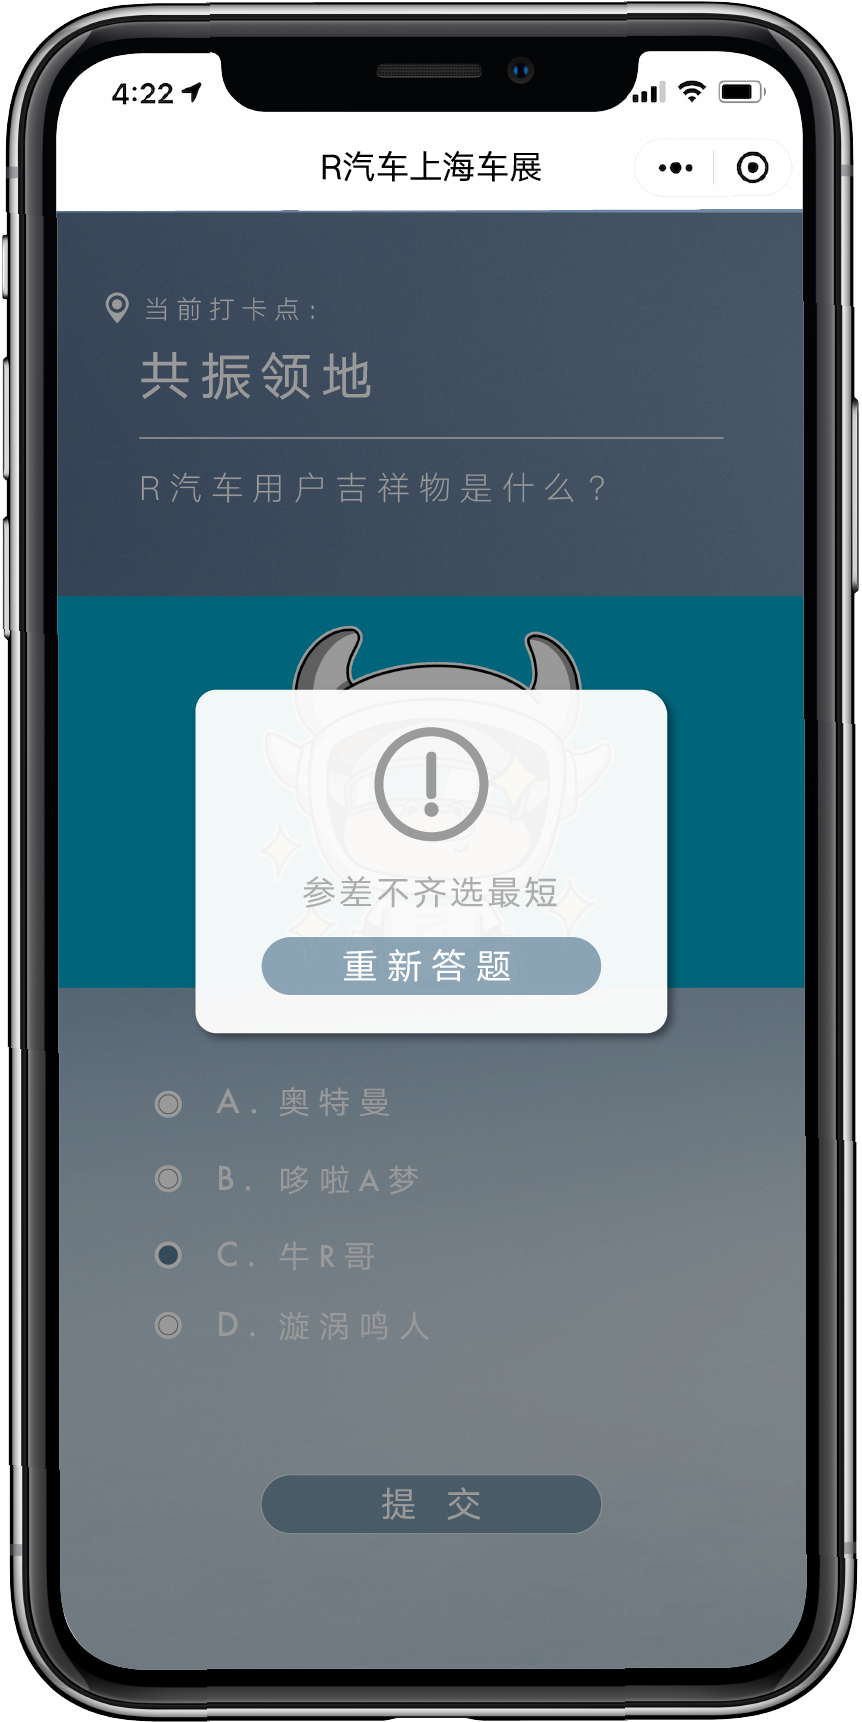 4:22
R汽车上海车展
当前打卡点：
共振领地
R汽车用户吉祥物是什么？
参差不齐选最短
重新答题
A. 奥特曼
B. 哆啦A梦
C. 牛R哥
D. 漩涡鸣人
提 交